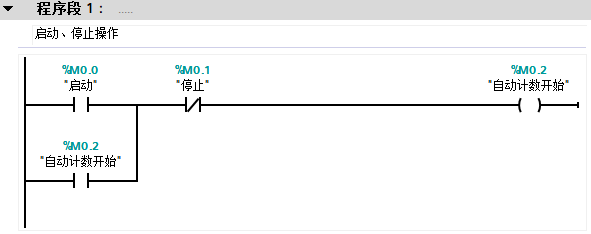 程序段 1： .....
启动、停止操作
%M0.0 %M0.1 %M0.2
"启动" "停止" "自动计数开始"
%M0.2
"自动计数开始"